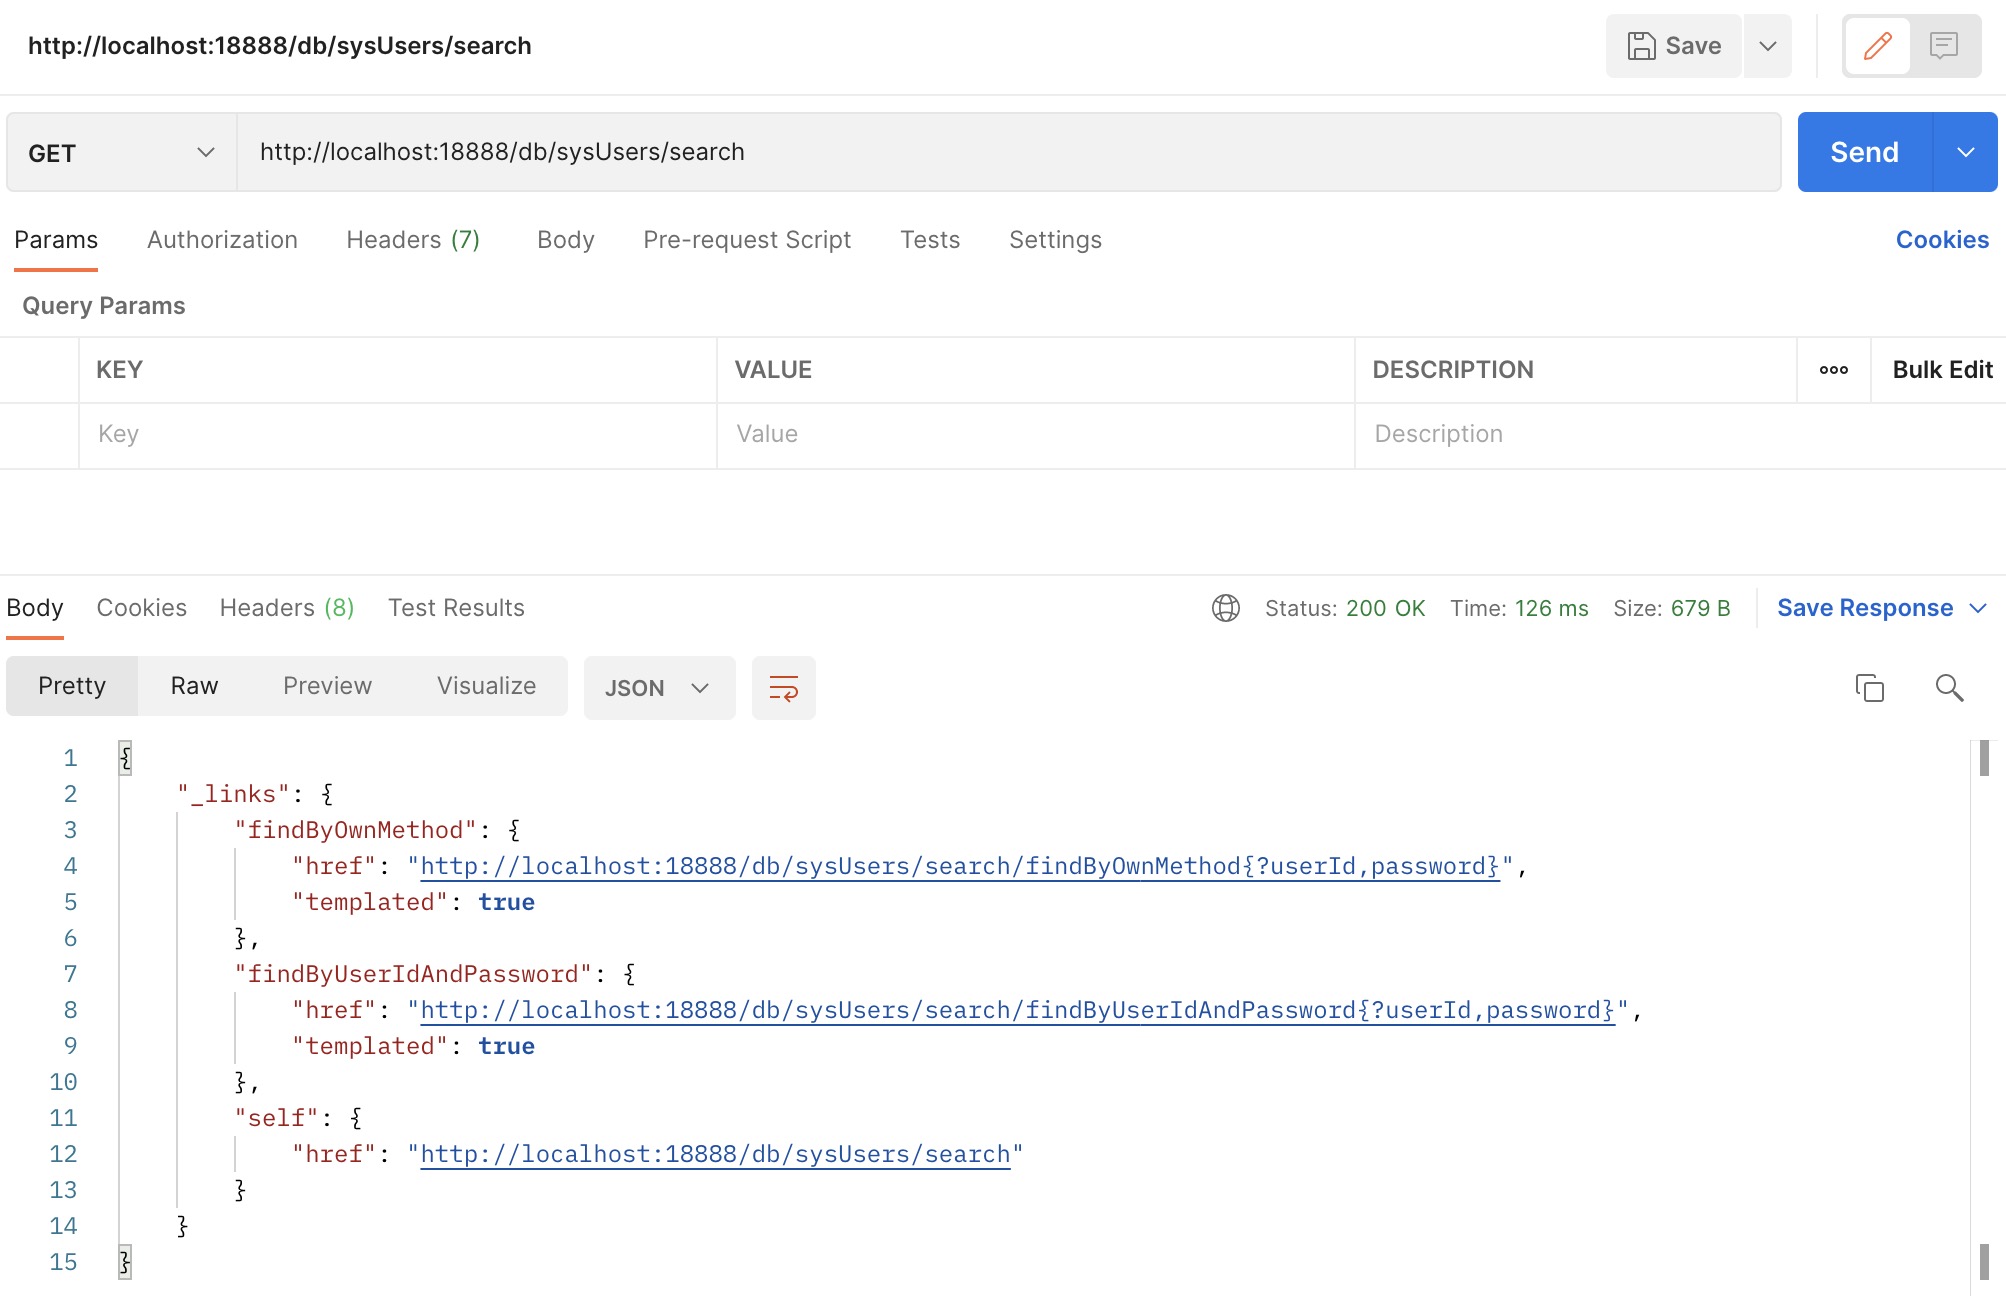 http://localhost:18888/db/sysUsers/search
Save
GET
http://localhost:18888/db/sysUsers/search
Send
Params Authorization Headers (7) Body Pre-request Script Tests Settings Cookies
Query Params
KEY VALUE DESCRIPTION ooo Bulk Edit
Key Value Description
Body Cookies Headers (8) Test Results Status: 200 OK Time: 126 ms Size: 679 B Save Response
Pretty Raw Preview Visualize JSON
1 {
2 "_links": {
3 "findByOwnMethod": {
4 "href": "http://localhost:18888/db/sysUsers/search/findByOwnMethod{?userId,password}",
5 "templated": true
6 },
7 "findByUserIdAndPassword": {
8 "href": "http://localhost:18888/db/sysUsers/search/findByUserIdAndPassword{?userId,password}",
9 "templated": true
10 },
11 "self": {
12 "href": "http://localhost:18888/db/sysUsers/search"
13 }
14 }
15 }